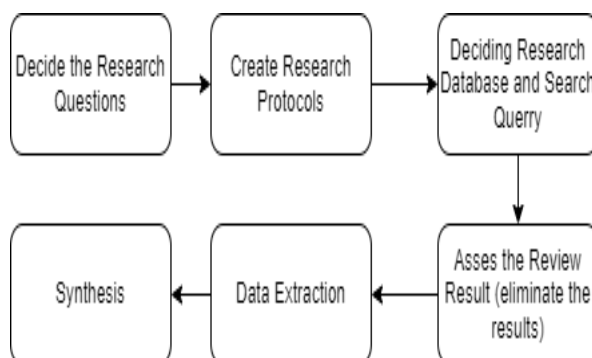 Decide the Research
Questions
Create Research
Protocols
Deciding Research
Database and Search
Querry
Asses the Review
Result (eliminate the
results)
Data Extraction
Synthesis